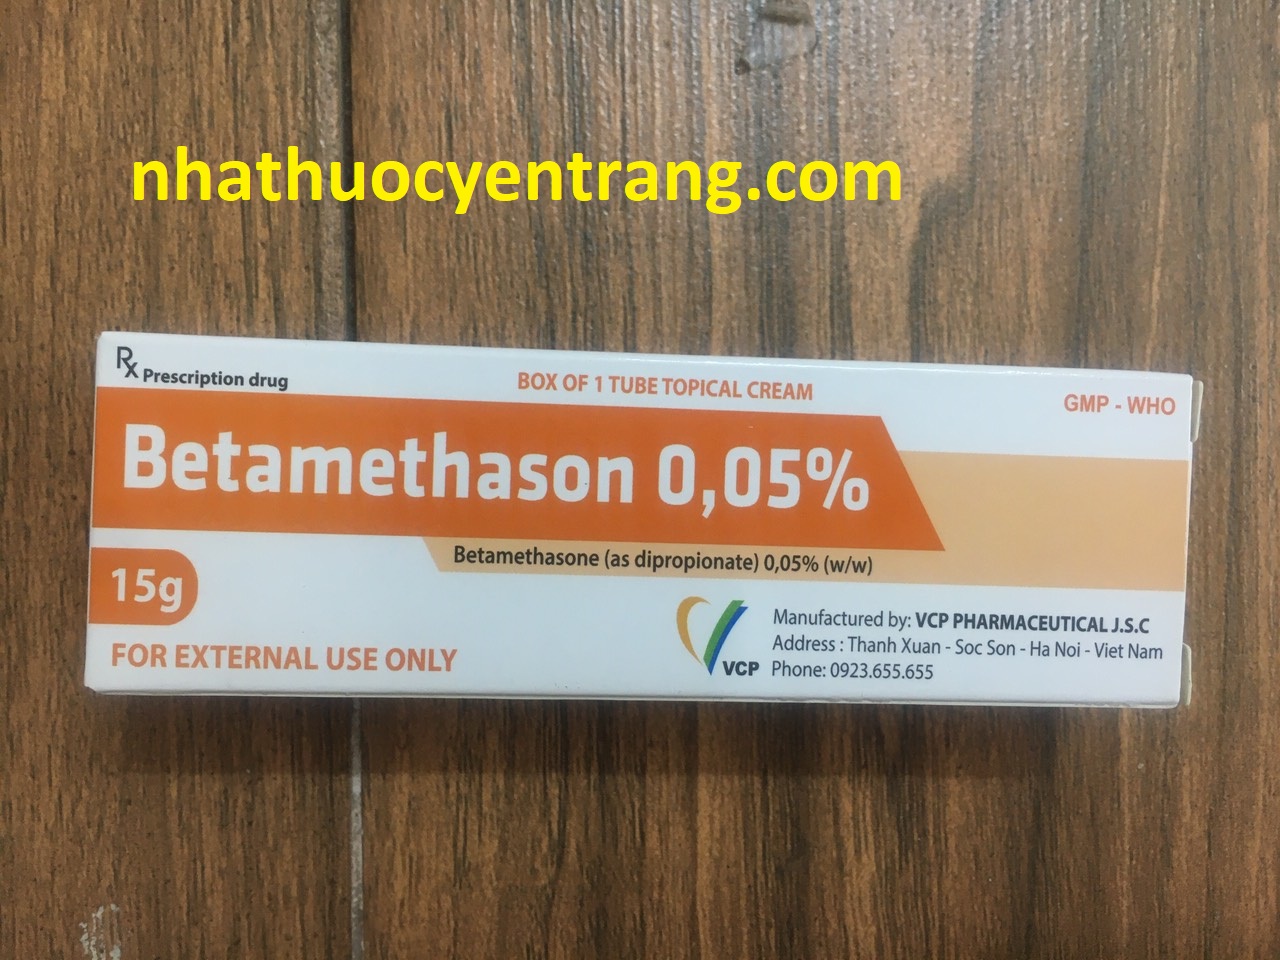 nhathuocyentrang.com
Rx Prescription drug
BOX OF 1 TUBE TOPICAL CREAM
GMP - WHO
Betamethason 0,05%
Betamethasone (as dipropionate) 0,05% (w/w)
15g
FOR EXTERNAL USE ONLY
VCP
Manufactured by: VCP PHARMACEUTICAL J.S.C
Address : Thanh Xuan - Soc Son - Ha Noi - Viet Nam
Phone: 0923.655.655